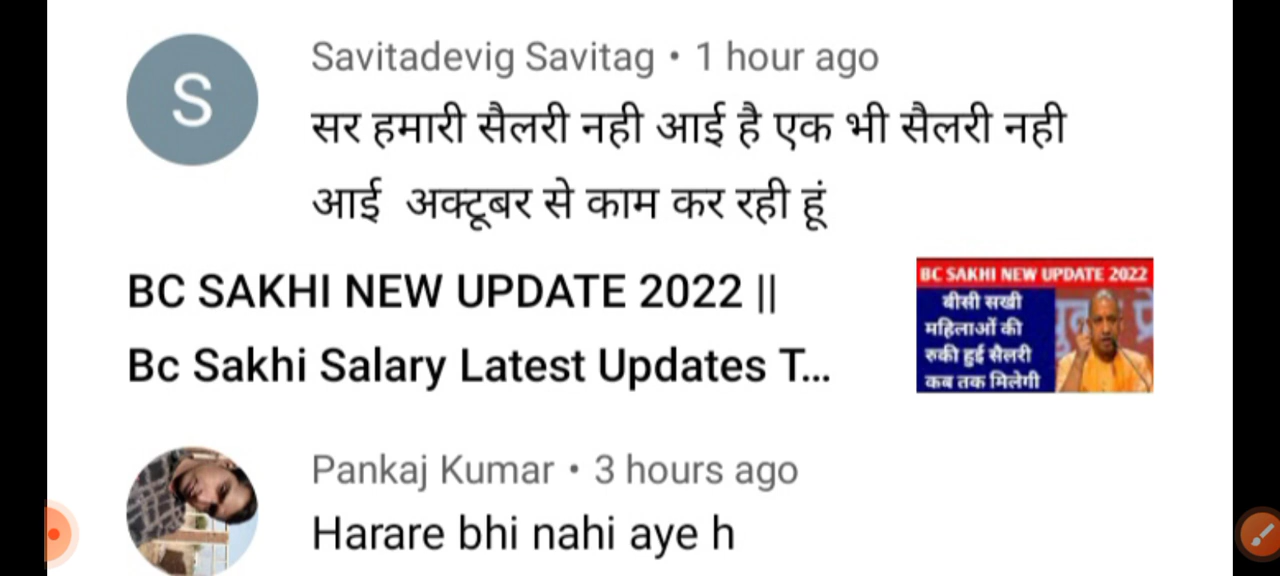 S
Savitadevig Savitag • 1 hour ago
सर हमारी सैलरी नही आई है एक भी सैलरी नही
आई अक्टूबर से काम कर रही हूं
BC SAKHI NEW UPDATE 2022 ||
Bc Sakhi Salary Latest Updates T...
BC SAKHI NEW UPDATE 2022
बीसी सखी
महिलाओं की
रुकी हुई सैलरी
कब तक मिलेगी
Pankaj Kumar • 3 hours ago
Harare bhi nahi aye h